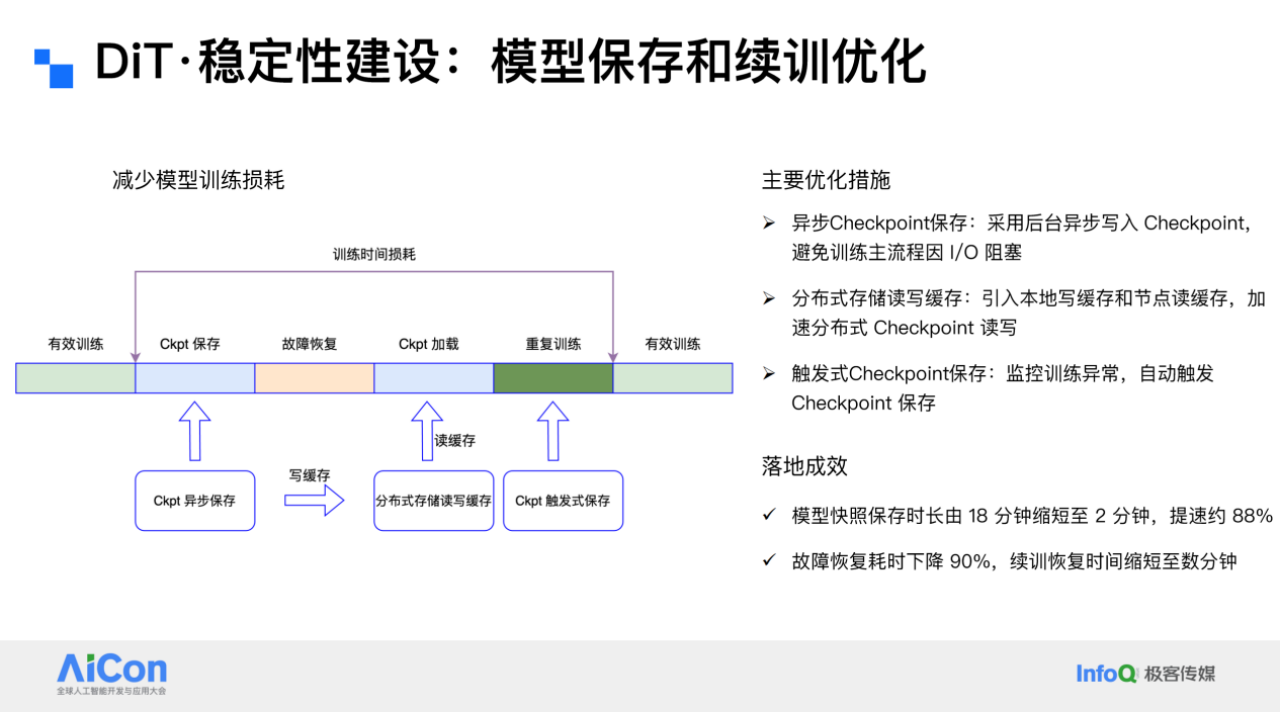 DiT·稳定性建设：模型保存和续训优化
减少模型训练损耗
训练时间损耗
有效训练
Ckpt 保存
故障恢复
Ckpt 加载
重复训练
有效训练
读缓存
写缓存
Ckpt 异步保存
分布式存储读写缓存
Ckpt 触发式保存
主要优化措施
异步Checkpoint保存：采用后台异步写入 Checkpoint，
避免训练主流程因 I/O 阻塞
分布式存储读写缓存：引入本地写缓存和节点读缓存，加
速分布式 Checkpoint 读写
触发式Checkpoint保存：监控训练异常，自动触发
Checkpoint 保存
落地成效
模型快照保存时长由 18 分钟缩短至 2 分钟，提速约 88%
故障恢复耗时下降 90%，续训恢复时间缩短至数分钟
AiCon
全球人工智能开发与应用大会
InfoQ 极客传媒